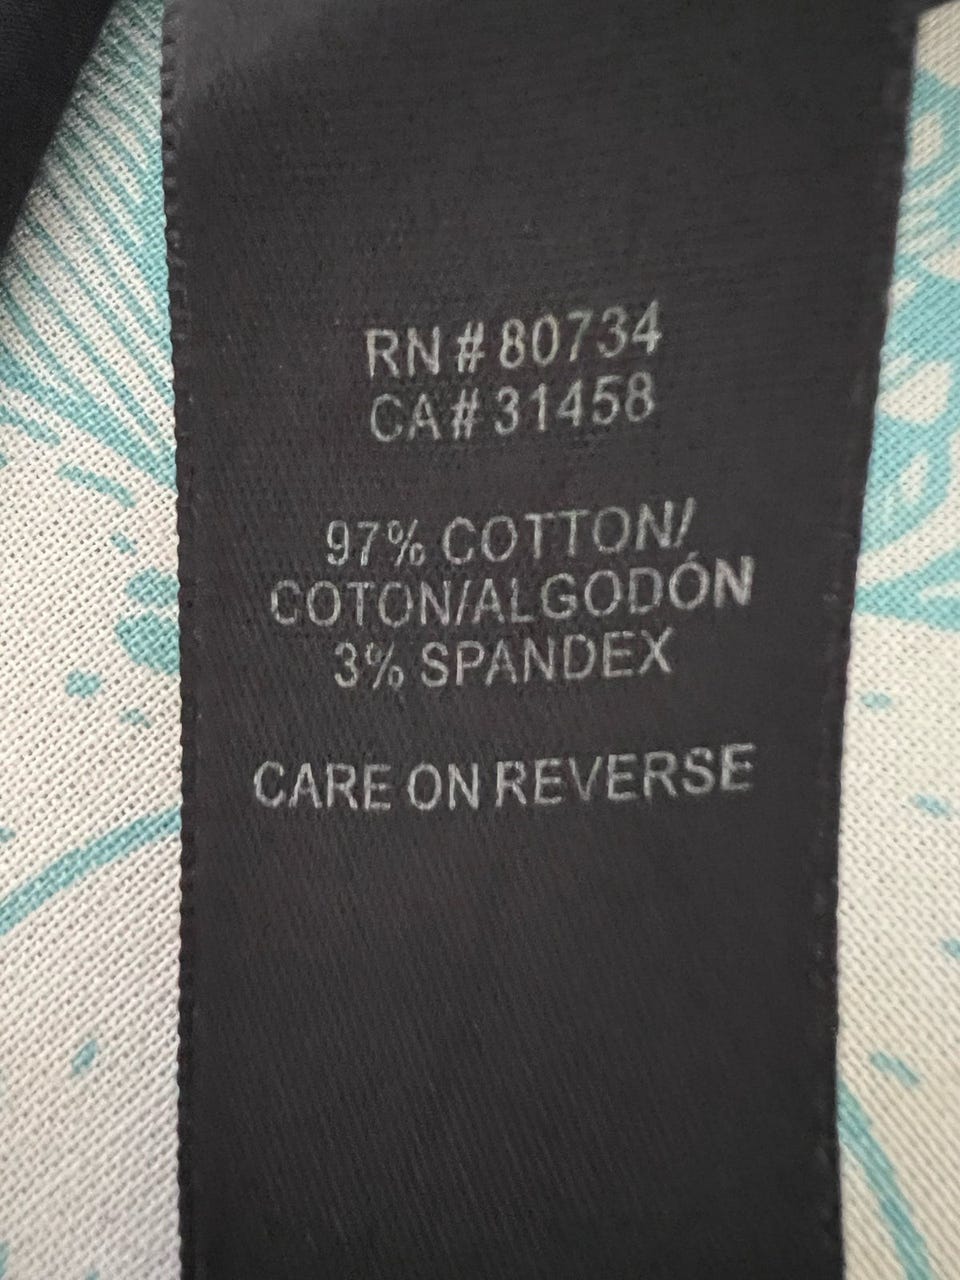 RN# 80734
CA# 31458
97% COTTON/
COTON/ALGODÓN
3% SPANDEX
CARE ON REVERSE